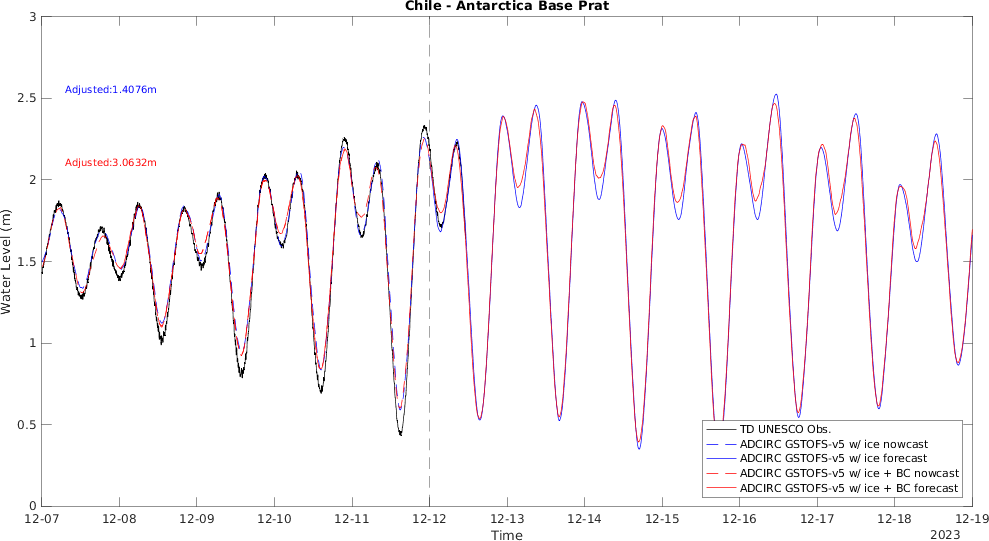 Chile - Antarctica Base Prat
3
2.5
2
1.5
1
0.5
0
Water Level (m)
Adjusted:1.4076m
Adjusted:3.0632m
TD UNESCO Obs.
ADCIRC GSTOFS-v5 w/ ice nowcast
ADCIRC GSTOFS-v5 w/ ice forecast
ADCIRC GSTOFS-v5 w/ ice + BC nowcast
ADCIRC GSTOFS-v5 w/ ice + BC forecast
12-07 12-08 12-09 12-10 12-11 12-12 12-13 12-14 12-15 12-16 12-17 12-18 12-19
Time
2023